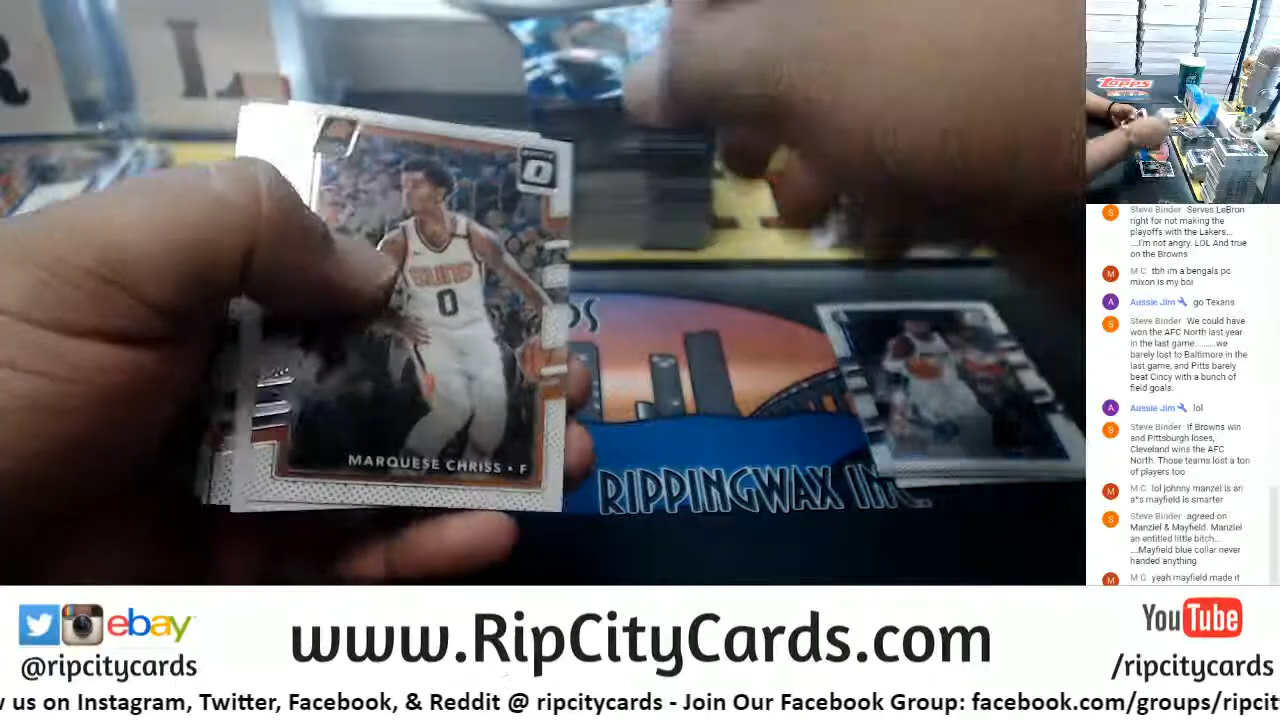 R L
SUNS
0
MARQUESE CHRISS • F
RIPPINGWAX INC.
Topps
Steve Binder Serves LeBron
right for not making the
playoffs with the Lakers...
....I'm not angry. LOL And true
on the Browns
M C tbh im a bengals pc
mixon is my boi
Aussie Jim go Texans
Steve Binder We could have
won the AFC North last year
in the last game..........we
barely lost to Baltimore in the
last game, and Pitts barely
beat Cincy with a bunch of
field goals.
Aussie Jim lol
Steve Binder If Browns win
and Pittsburgh loses,
Cleveland wins the AFC
North. Those teams lost a ton
of players too
M C lol johnny manzel is an
a*s mayfield is smarter
Steve Binder agreed on
Manziel & Mayfield. Manziel
an entitled little bitch...
....Mayfield blue collar never
handed anything
M C yeah mayfield made it
ebay
@ripcitycards
www.RipCityCards.com
YouTube
/ripcitycards
w us on Instagram, Twitter, Facebook, & Reddit @ ripcitycards - Join Our Facebook Group: facebook.com/groups/ripcit